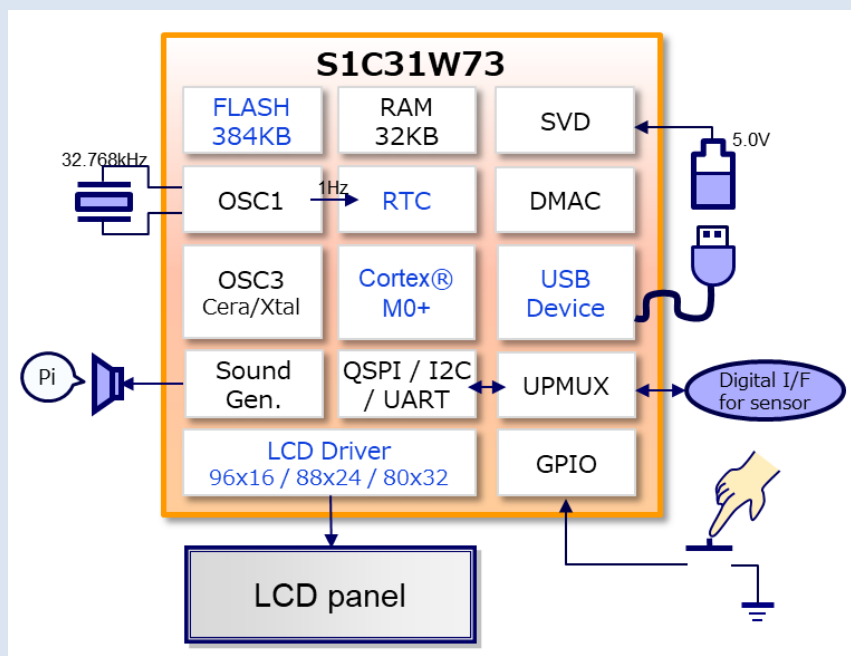 S1C31W73
FLASH
384KB
RAM
32KB
SVD
5.0V
32.768kHz
OSC1
1Hz
RTC
DMAC
OSC3
Cera/Xtal
Cortex®
M0+
USB
Device
Pi
Sound
Gen.
QSPI / I2C
/ UART
UPMUX
Digital I/F
for sensor
LCD Driver
96x16 / 88x24 / 80x32
GPIO
LCD panel